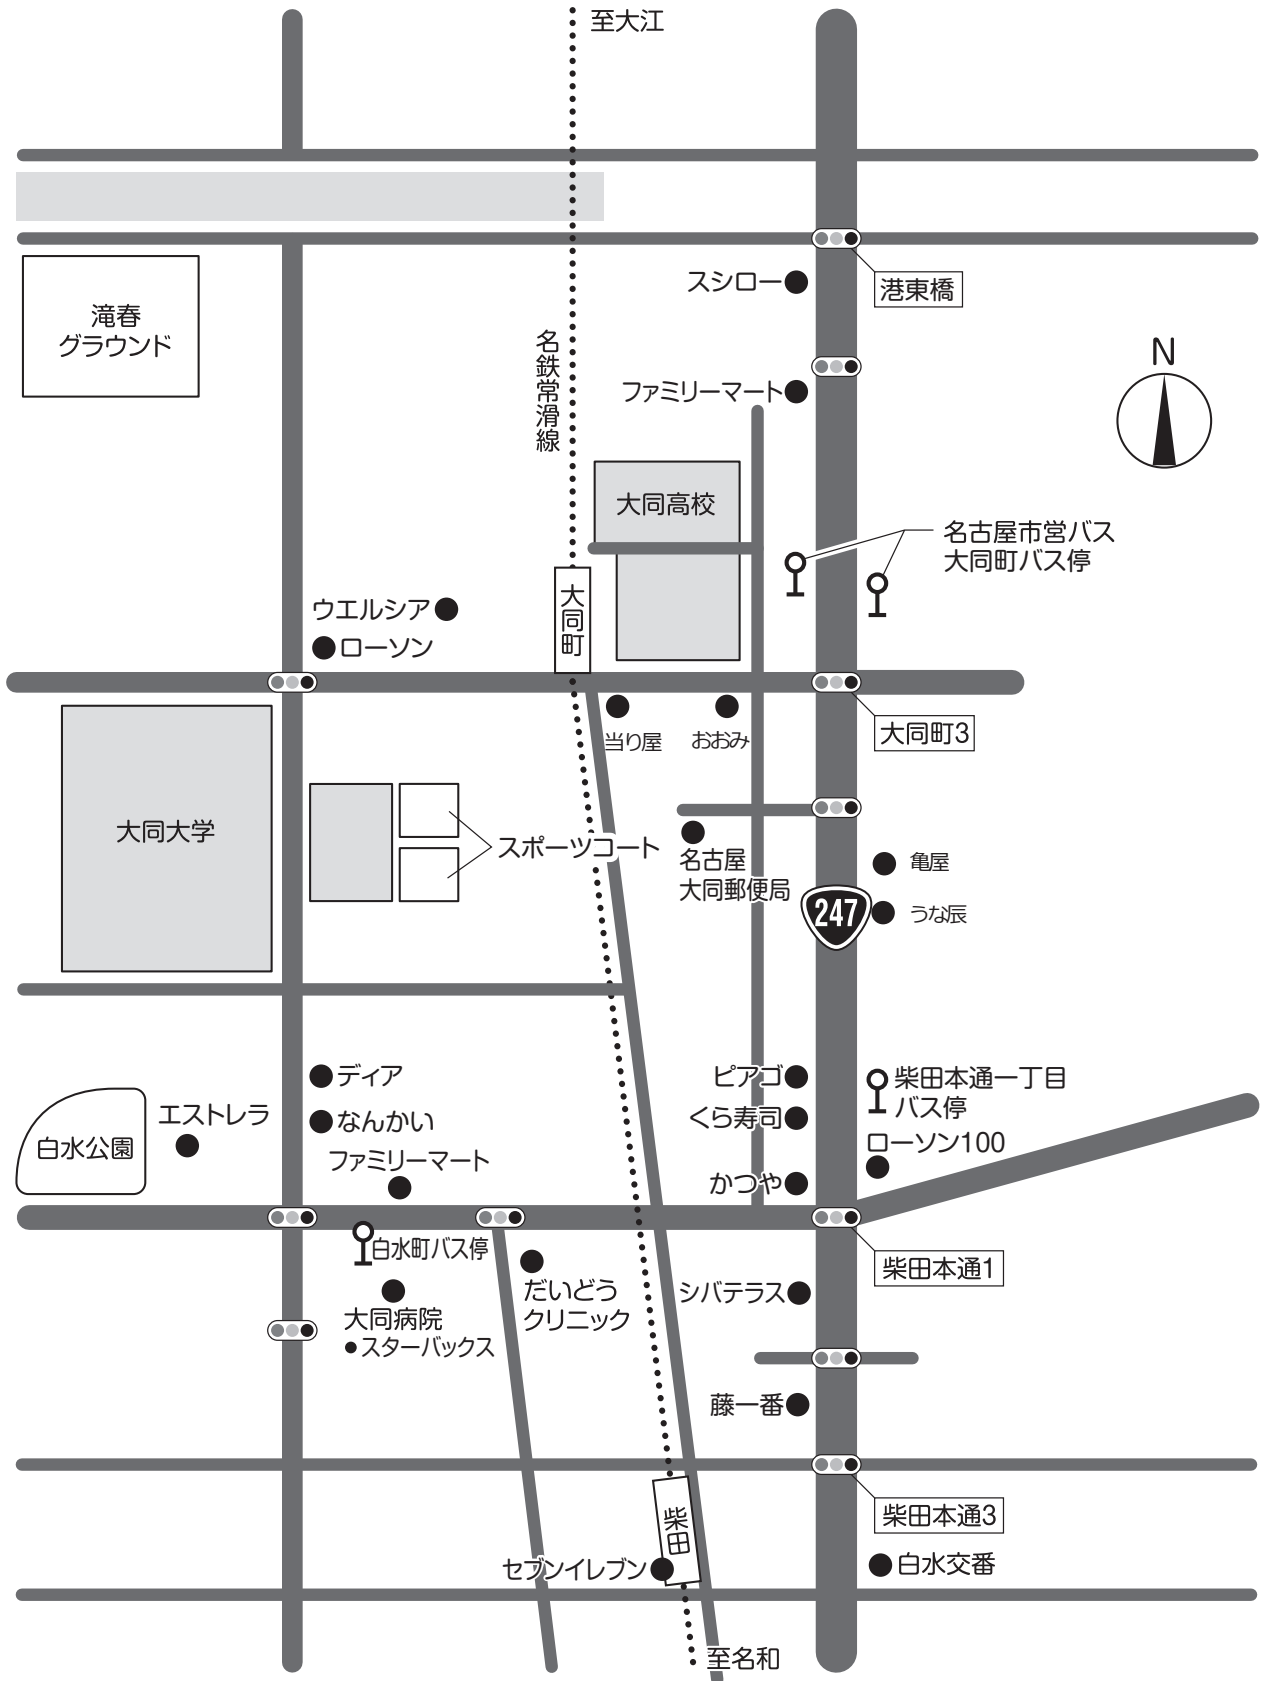 至大江
スシロー
港東橋
滝春
グラウンド
名鉄常滑線
N
ファミリーマート
大同高校
名古屋市営バス
大同町バス停
大同町
ウエルシア
ローソン
当り屋
おおみ
大同町3
大同大学
スポーツコート
名古屋
大同郵便局
亀屋
247
うな辰
ディア
ピアゴ
柴田本通一丁目
バス停
エストレラ
なんかい
くら寿司
ローソン100
白水公園
ファミリーマート
かつや
白水町バス停
柴田本通1
だいどう
クリニック
シバテラス
大同病院
スターバックス
藤一番
柴田本通3
柴田
セブンイレブン
白水交番
至名和